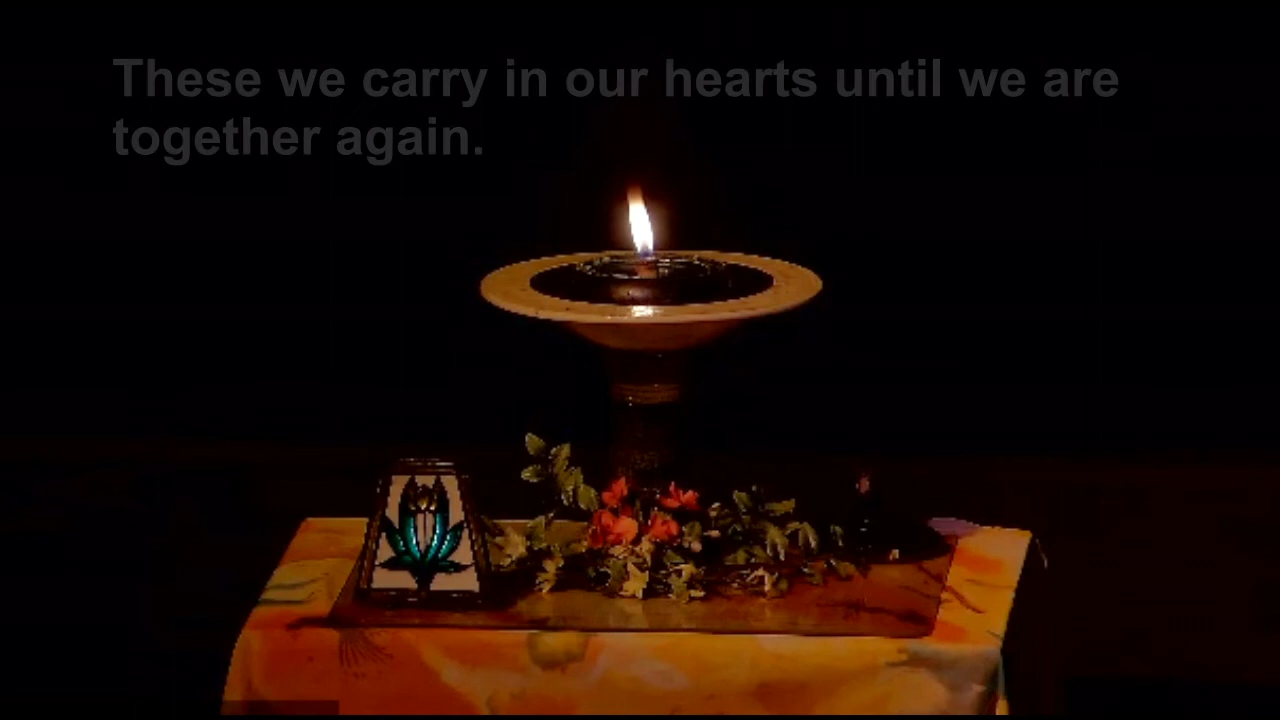 These we carry in our hearts until we are
together again.